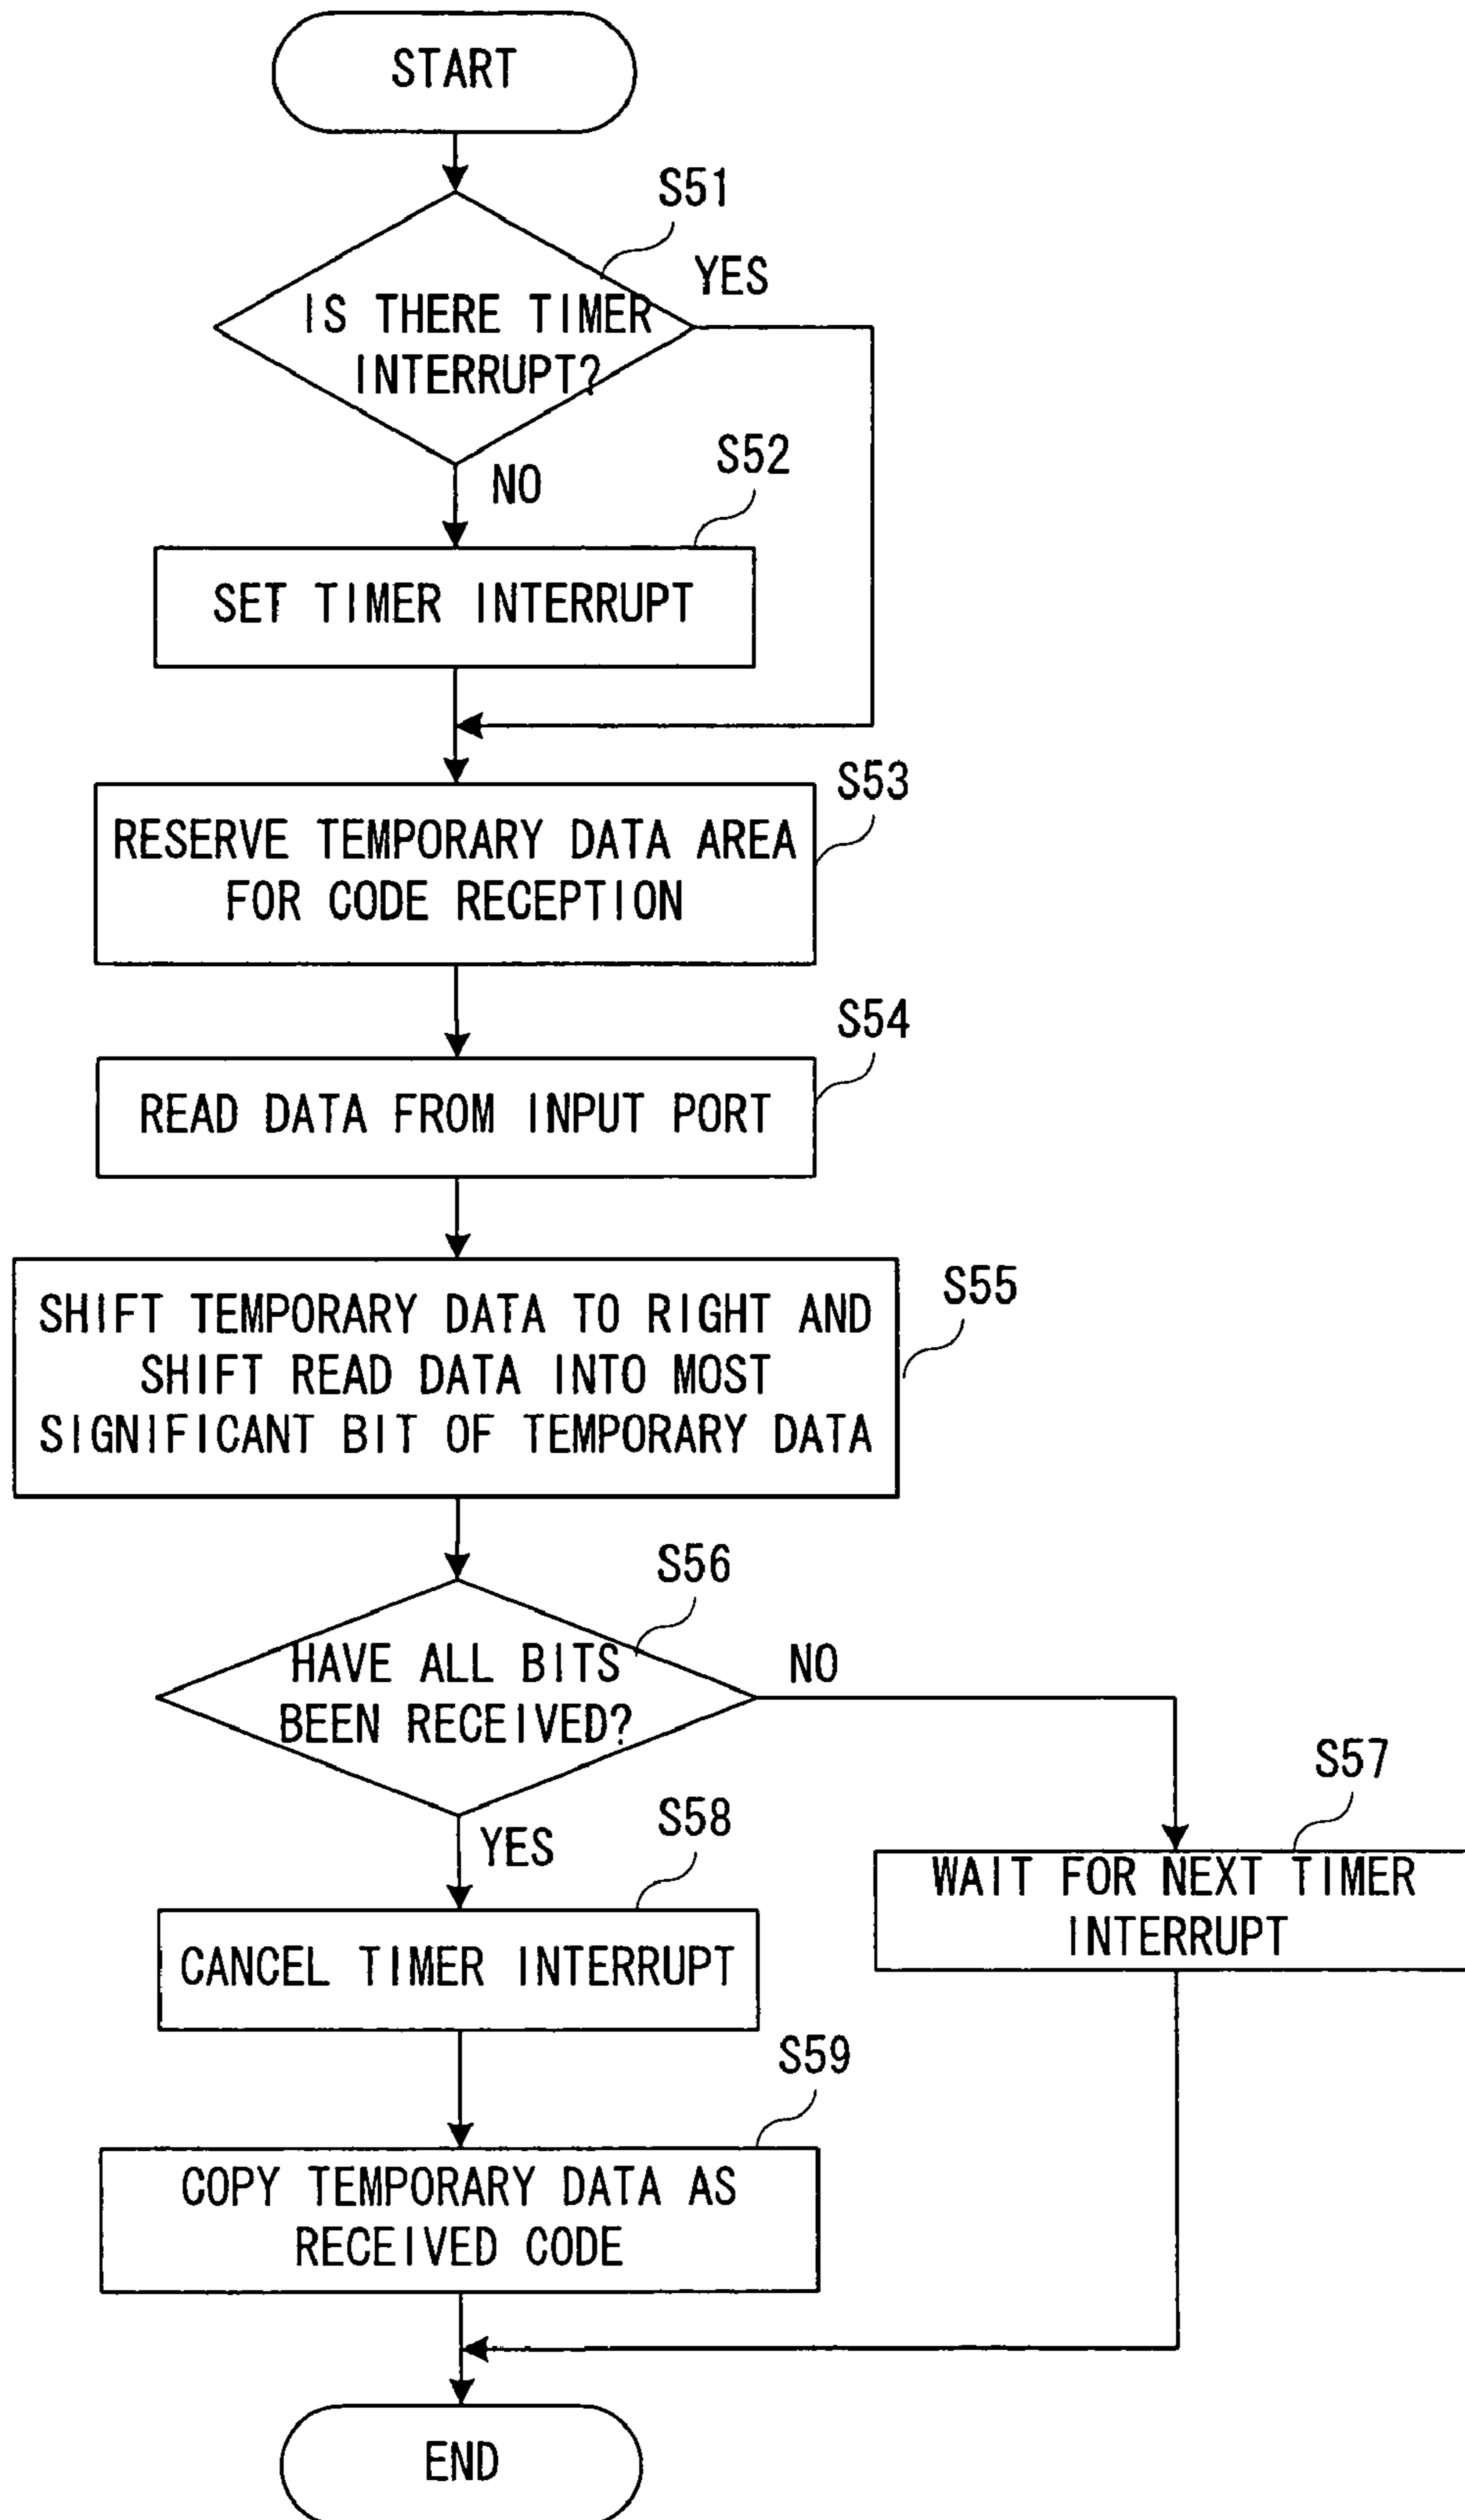 START
S51
YES
IS THERE TIMER
INTERRUPT?
S52
NO
SET TIMER INTERRUPT
S53
RESERVE TEMPORARY DATA AREA
FOR CODE RECEPTION
S54
READ DATA FROM INPUT PORT
S55
SHIFT TEMPORARY DATA TO RIGHT AND
SHIFT READ DATA INTO MOST
SIGNIFICANT BIT OF TEMPORARY DATA
S56
HAVE ALL BITS
BEEN RECEIVED?
NO
S57
S58
YES
WAIT FOR NEXT TIMER
INTERRUPT
CANCEL TIMER INTERRUPT
S59
COPY TEMPORARY DATA AS
RECEIVED CODE
END